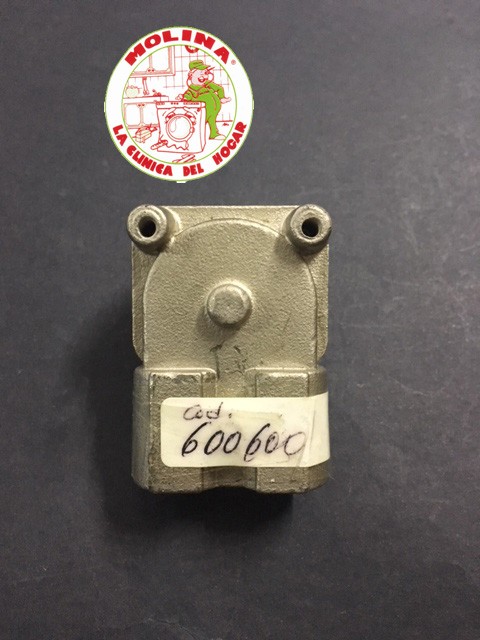 MOLINA®
LA CLINICA DEL HOGAR
cod.
600600